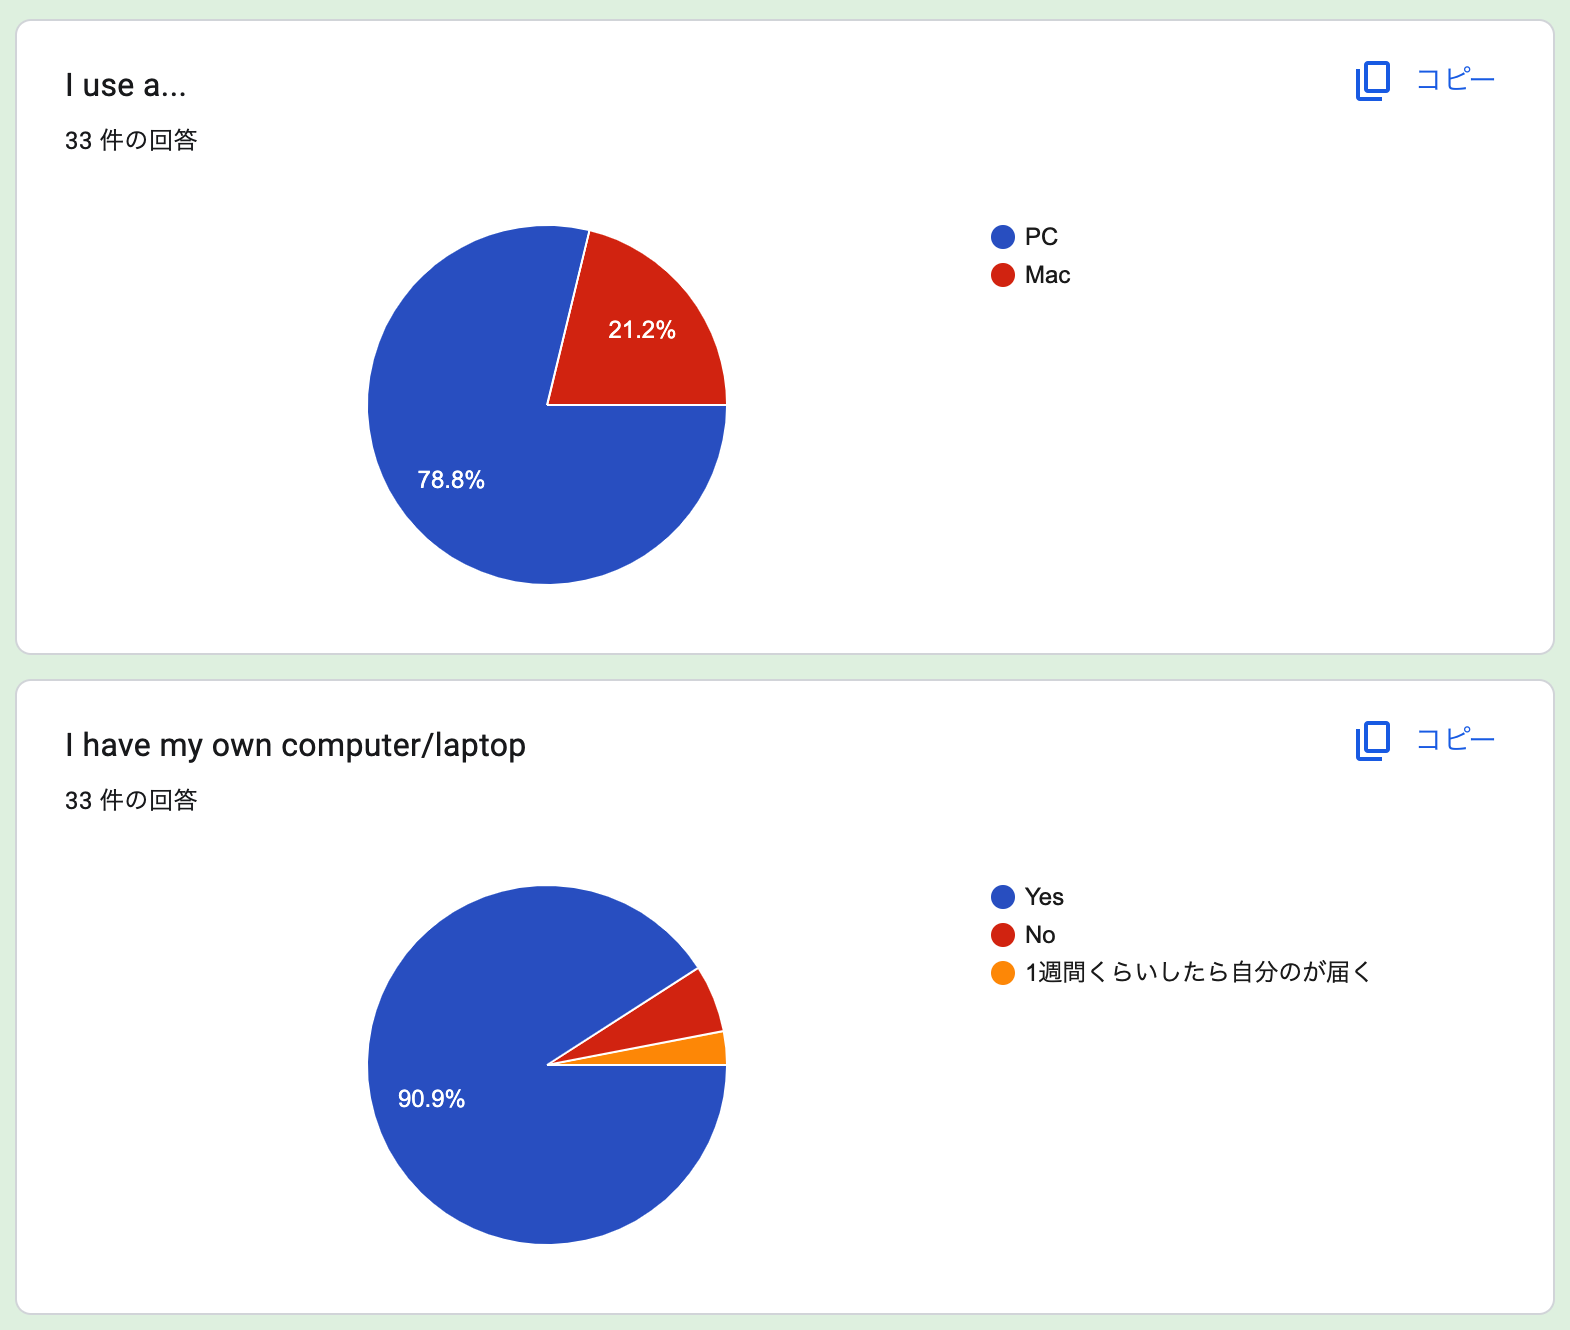 I use a...
コピー
33 件の回答
PC
Mac
21.2%
78.8%
I have my own computer/laptop
コピー
33 件の回答
Yes
No
1週間くらいしたら自分のが届く
90.9%